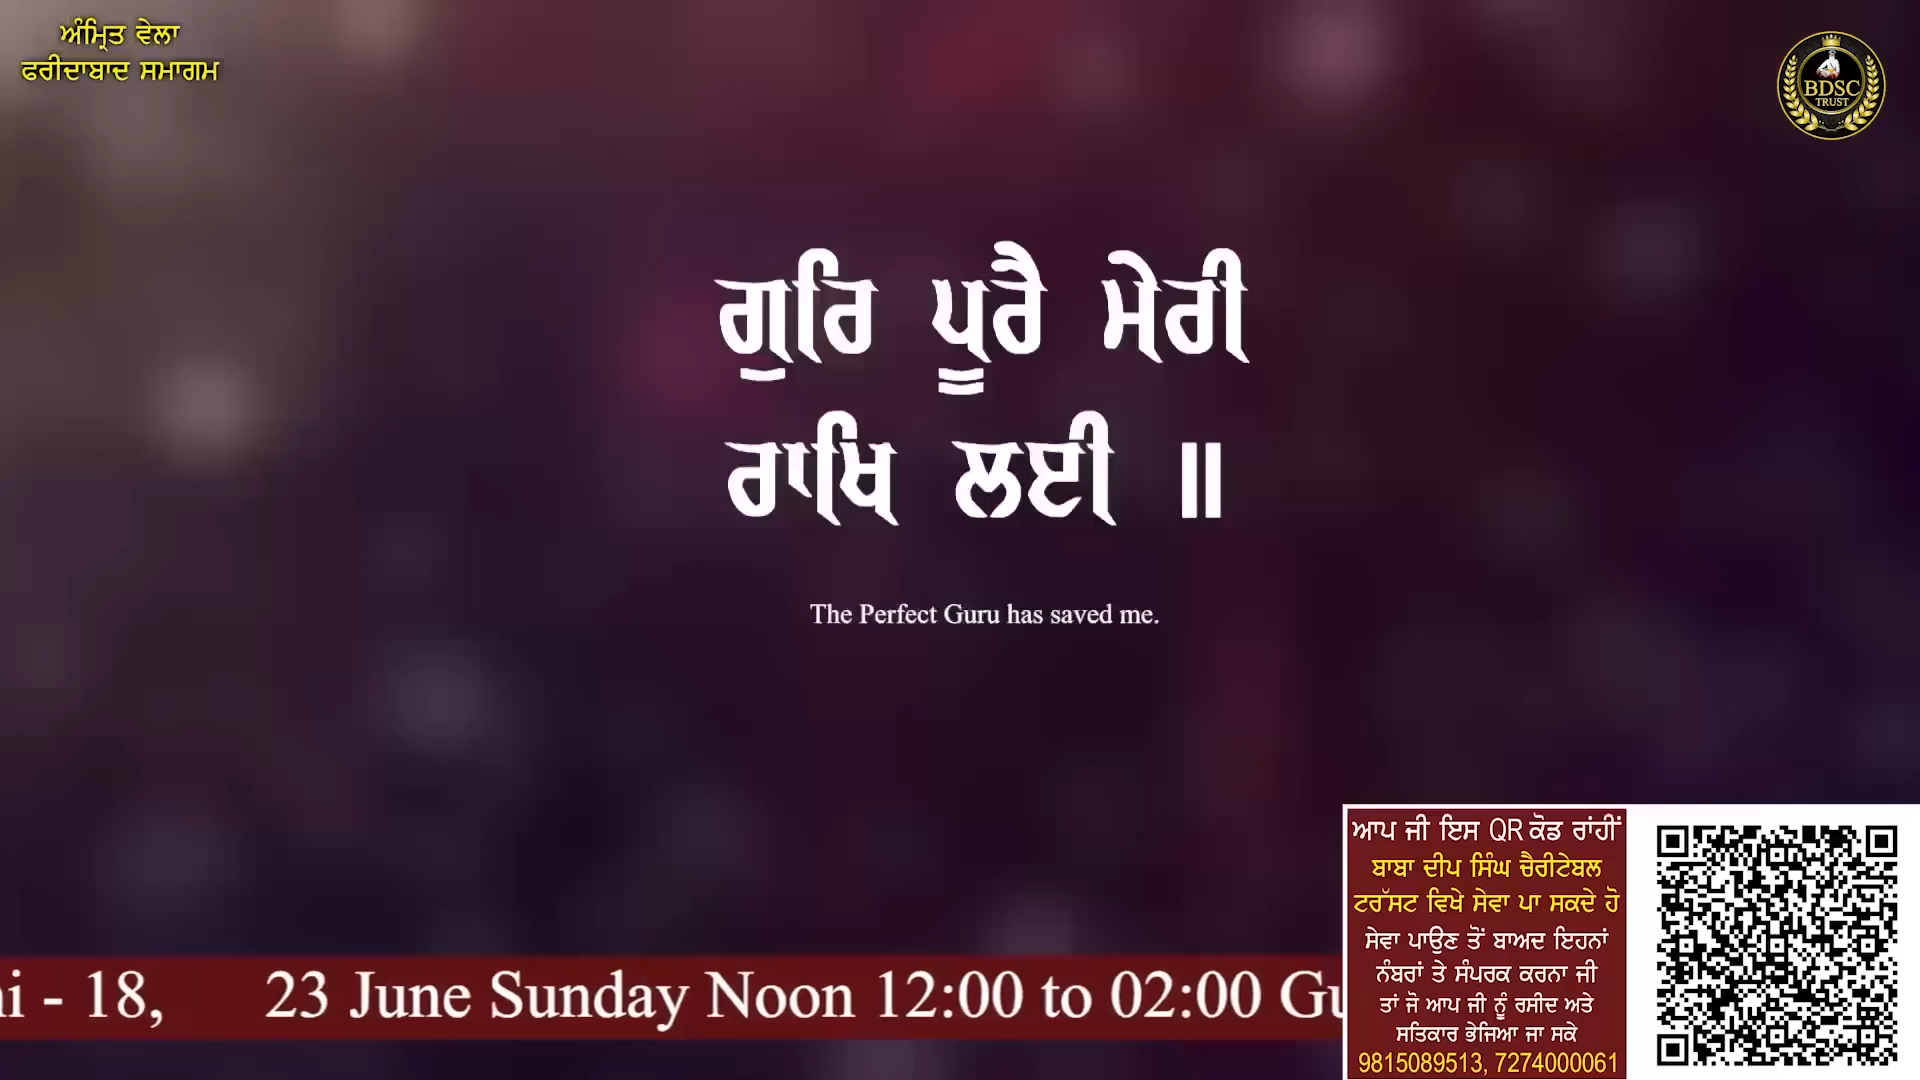 ਅੰਮ੍ਰਿਤ ਵੇਲਾ
ਫਰੀਦਾਬਾਦ ਸਮਾਗਮ
BDSC
TRUST
ਗੁਰਿ ਪੂਰੈ ਮੇਰੀ
ਰਾਖਿ ਲਈ ॥
The Perfect Guru has saved me.
- 18, 23 June Sunday Noon 12:00 to 02:00
ਆਪ ਜੀ ਇਸ QR ਕੋਡ ਰਾਂਹੀਂ
ਬਾਬਾ ਦੀਪ ਸਿੰਘ ਚੈਰੀਟੇਬਲ
ਟਰੱਸਟ ਵਿਖੇ ਸੇਵਾ ਪਾ ਸਕਦੇ ਹੋ
ਸੇਵਾ ਪਾਉਣ ਤੋਂ ਬਾਅਦ ਇਹਨਾਂ
ਨੰਬਰਾਂ ਤੇ ਸੰਪਰਕ ਕਰਨਾ ਜੀ
ਤਾਂ ਜੋ ਆਪ ਜੀ ਨੂੰ ਰਸੀਦ ਅਤੇ
ਸਤਿਕਾਰ ਭੇਜਿਆ ਜਾ ਸਕੇ
9815089513, 7274000061